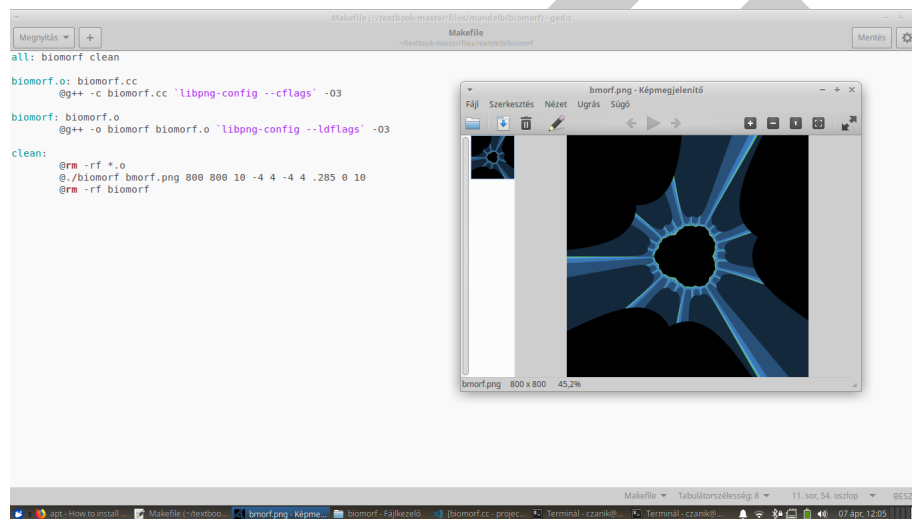 Makefile (~/textbook-master/files/mandelb/biomorf) - gedit
Megnyitás
Makefile
~/textbook-master/files/mandelb/biomorf
Mentés
all: biomorf clean
biomorf.o: biomorf.cc
@g++ -c biomorf.cc `libpng-config --cflags` -O3
biomorf: biomorf.o
@g++ -o biomorf biomorf.o `libpng-config --ldflags` -O3
clean:
@rm -rf *.o
@./biomorf bmorf.png 800 800 10 -4 4 -4 4 .285 0 10
@rm -rf biomorf
bmorf.png - Képmegjelenítő
Fájl Szerkesztés Nézet Ugrás Súgó
bmorf.png 800 x 800 45,2%
Makefile Tabulátorszélesség: 8 11. sor, 54. oszlop BESZ
apt - How to install ... Makefile (~/textboo... bmorf.png - Képme... biomorf - Fájlkezelő [biomorf.cc - projec... Terminál - czanik@... Terminál - czanik@... 07 ápr, 12:05